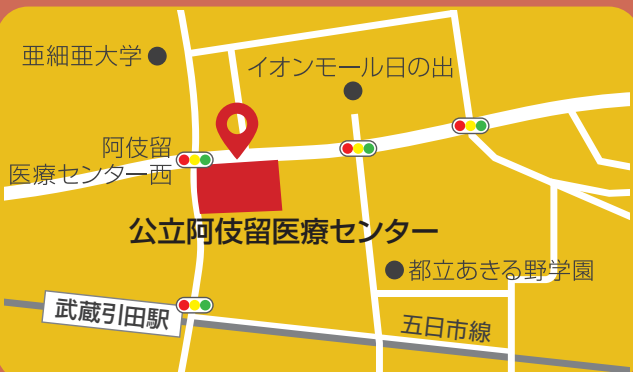 亜細亜大学
イオンモール日の出
阿伎留
医療センター西
公立阿伎留医療センター
都立あきる野学園
武蔵引田駅
五日市線